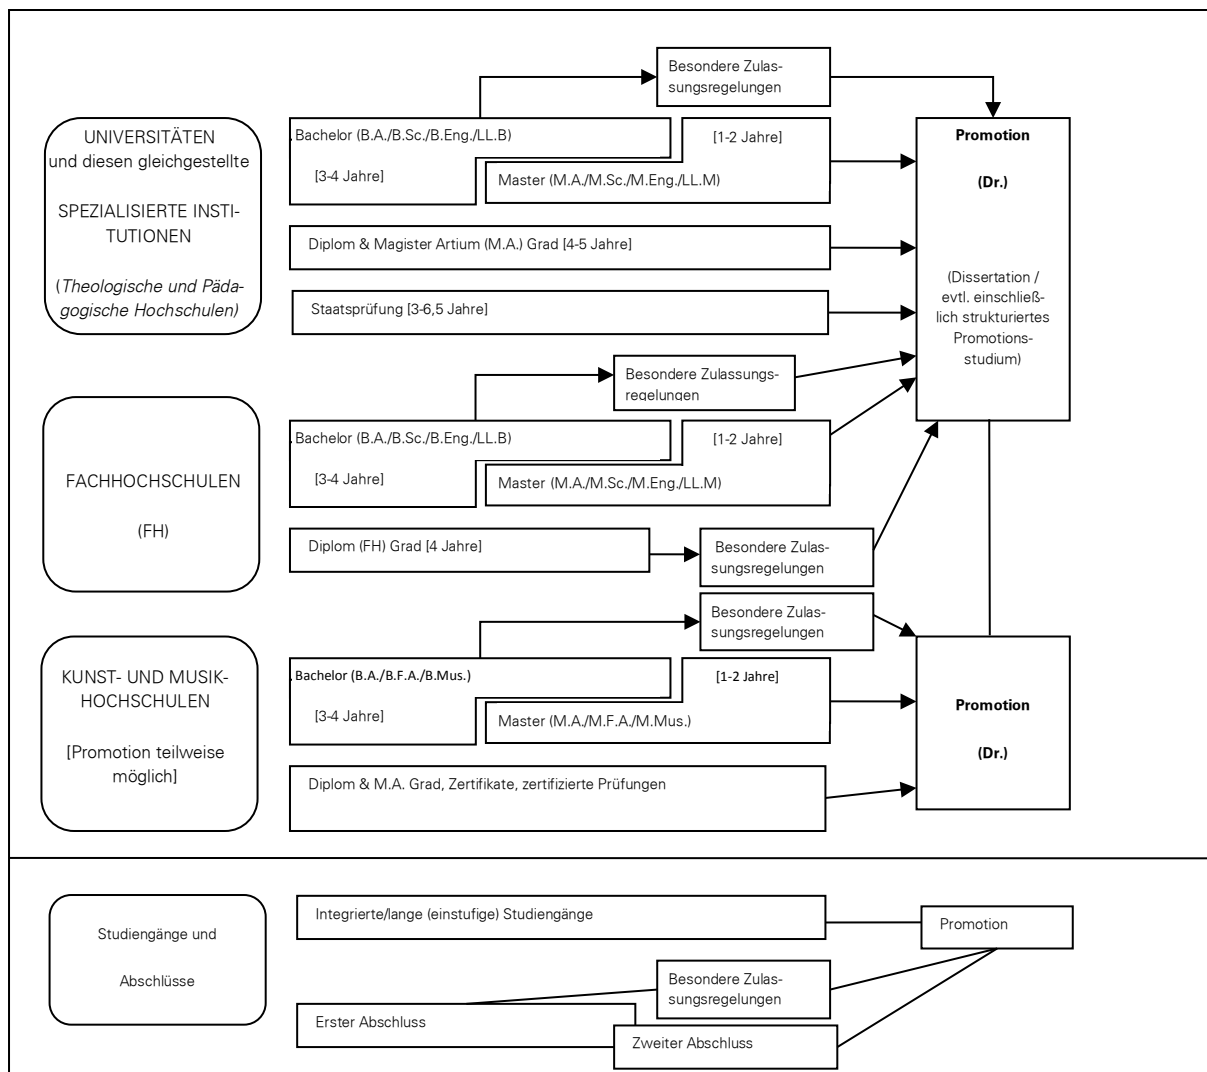 Besondere Zulas-
sungsregelungen
UNIVERSITÄTEN
und diesen gleichgestellte
SPEZIALISIERTE INSTI-
TUTIONEN
(Theologische und Päda-
gogische Hochschulen)
. Bachelor (B.A./B.Sc./B.Eng./LL.B)
[3-4 Jahre]
[1-2 Jahre]
Master (M.A./M.Sc./M.Eng./LL.M)
Diplom & Magister Artium (M.A.) Grad [4-5 Jahre]
Staatsprüfung [3-6,5 Jahre]
Promotion
(Dr.)
(Dissertation /
evtl. einschließ-
lich strukturiertes
Promotions-
studium)
Besondere Zulassungs-
regelungen
FACHHOCHSCHULEN
(FH)
. Bachelor (B.A./B.Sc./B.Eng./LL.B)
[3-4 Jahre]
[1-2 Jahre]
Master (M.A./M.Sc./M.Eng./LL.M)
Diplom (FH) Grad [4 Jahre]
Besondere Zulas-
sungsregelungen
Besondere Zulas-
sungsregelungen
KUNST- UND MUSIK-
HOCHSCHULEN
[Promotion teilweise
möglich]
. Bachelor (B.A./B.F.A./B.Mus.)
[3-4 Jahre]
[1-2 Jahre]
Master (M.A./M.F.A./M.Mus.)
Diplom & M.A. Grad, Zertifikate, zertifizierte Prüfungen
Promotion
(Dr.)
Studiengänge und
Abschlüsse
Integrierte/lange (einstufige) Studiengänge
Promotion
Besondere Zulas-
sungsregelungen
Erster Abschluss
Zweiter Abschluss